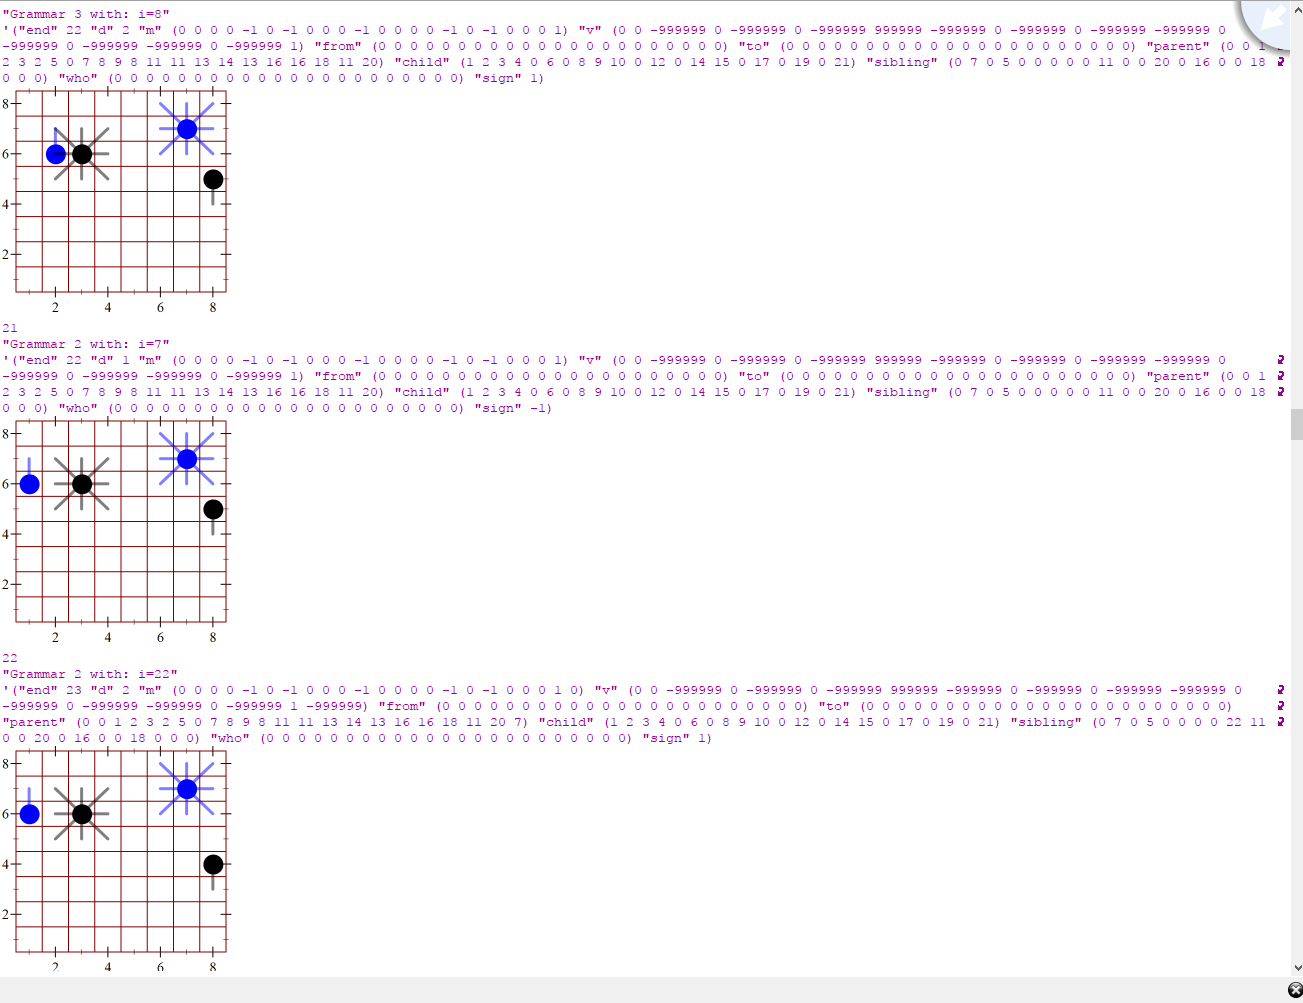 "Grammar 3 with: i=8"
'("end" 22 "d" 2 "m" (0 0 0 0 -1 0 -1 0 0 0 -1 0 0 0 0 -1 0 -1 0 0 0 1) "v" (0 0 -999999 0 -999999 0 -999999 999999 -999999 0 -999999 0 -999999 -999999 0
-999999 0 -999999 -999999 0 -999999 1) "from" (0 0 0 0 0 0 0 0 0 0 0 0 0 0 0 0 0 0 0 0 0 0) "to" (0 0 0 0 0 0 0 0 0 0 0 0 0 0 0 0 0 0 0 0 0 0) "parent" (0 0 1
2 3 2 5 0 7 8 9 8 11 11 13 14 13 16 16 18 11 20) "child" (1 2 3 4 0 6 0 8 9 10 0 12 0 14 15 0 17 0 19 0 21) "sibling" (0 7 0 5 0 0 0 0 0 0 11 0 0 20 0 16 0 0 18
0 0 0) "who" (0 0 0 0 0 0 0 0 0 0 0 0 0 0 0 0 0 0 0 0 0 0) "sign" 1)
8
6
4
2
2 4 6 8
21
"Grammar 2 with: i=7"
'("end" 22 "d" 1 "m" (0 0 0 0 -1 0 -1 0 0 0 -1 0 0 0 0 -1 0 -1 0 0 0 1) "v" (0 0 -999999 0 -999999 0 -999999 999999 -999999 0 -999999 0 -999999 -999999 0
-999999 0 -999999 -999999 0 -999999 1) "from" (0 0 0 0 0 0 0 0 0 0 0 0 0 0 0 0 0 0 0 0 0 0) "to" (0 0 0 0 0 0 0 0 0 0 0 0 0 0 0 0 0 0 0 0 0 0) "parent" (0 0 1
2 3 2 5 0 7 8 9 8 11 11 13 14 13 16 16 18 11 20) "child" (1 2 3 4 0 6 0 8 9 10 0 12 0 14 15 0 17 0 19 0 21) "sibling" (0 7 0 5 0 0 0 0 0 0 11 0 0 20 0 16 0 0 18
0 0 0) "who" (0 0 0 0 0 0 0 0 0 0 0 0 0 0 0 0 0 0 0 0 0 0) "sign" -1)
8
6
4
2
2 4 6 8
22
"Grammar 2 with: i=22"
'("end" 23 "d" 2 "m" (0 0 0 0 -1 0 -1 0 0 0 -1 0 0 0 0 -1 0 -1 0 0 0 1 0) "v" (0 0 -999999 0 -999999 0 -999999 999999 -999999 0 -999999 0 -999999 -999999 0
-999999 0 -999999 -999999 0 -999999 1 -999999) "from" (0 0 0 0 0 0 0 0 0 0 0 0 0 0 0 0 0 0 0 0 0 0 0) "to" (0 0 0 0 0 0 0 0 0 0 0 0 0 0 0 0 0 0 0 0 0 0 0)
"parent" (0 0 1 2 3 2 5 0 7 8 9 8 11 11 13 14 13 16 16 18 11 20 7) "child" (1 2 3 4 0 6 0 8 9 10 0 12 0 14 15 0 17 0 19 0 21) "sibling" (0 7 0 5 0 0 0 0 0 22 11
0 0 20 0 16 0 0 18 0 0 0) "who" (0 0 0 0 0 0 0 0 0 0 0 0 0 0 0 0 0 0 0 0 0 0 0) "sign" 1)
8
6
4
2
2 4 6 8